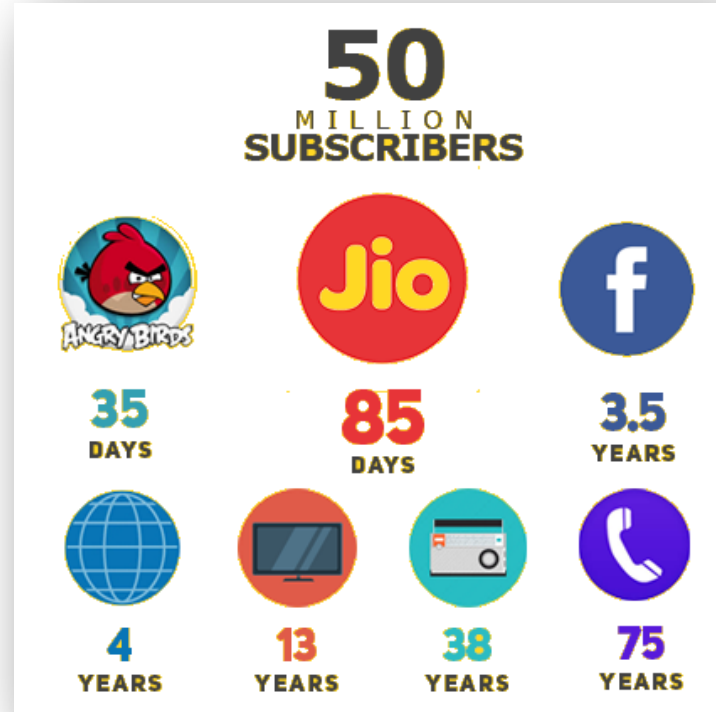 50
MILLION
SUBSCRIBERS
ANGRY BIRDS
Jio
f
35
DAYS
85
DAYS
3.5
YEARS
4
YEARS
13
YEARS
38
YEARS
75
YEARS